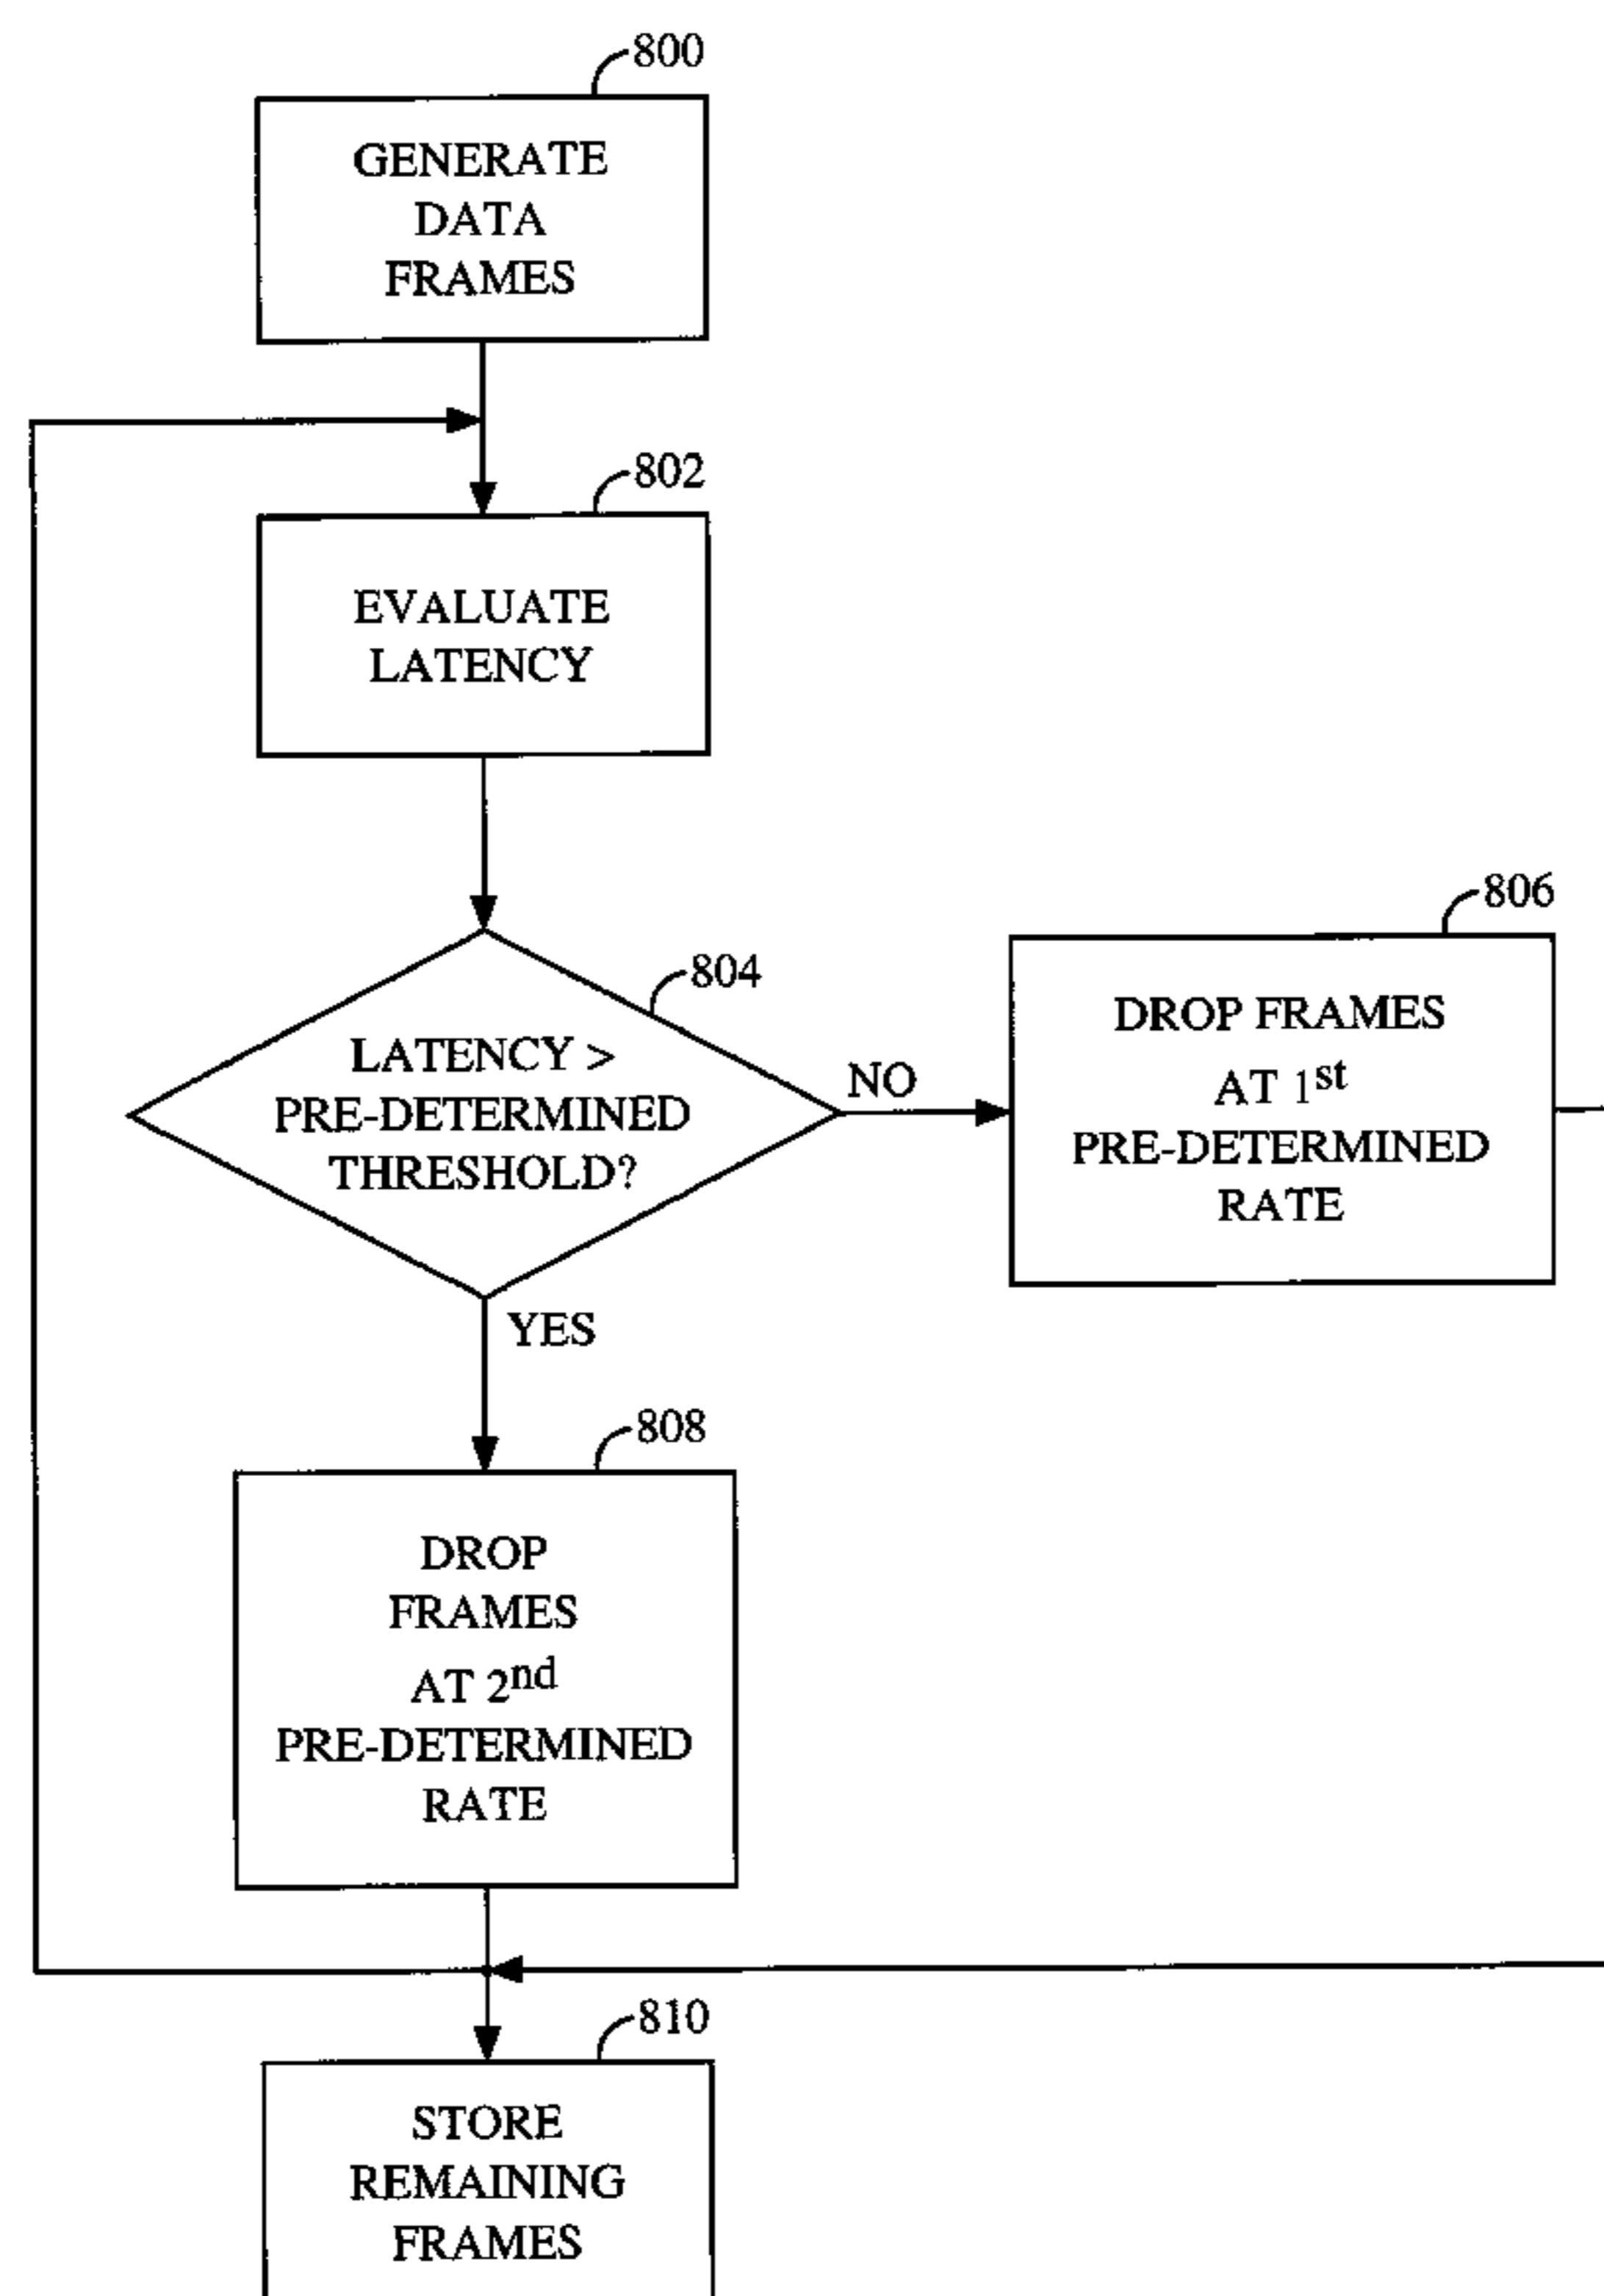 800
GENERATE
DATA
FRAMES
802
EVALUATE
LATENCY
804
LATENCY >
PRE-DETERMINED
THRESHOLD?
NO
806
DROP FRAMES
AT 1st
PRE-DETERMINED
RATE
YES
808
DROP
FRAMES
AT 2nd
PRE-DETERMINED
RATE
810
STORE
REMAINING
FRAMES